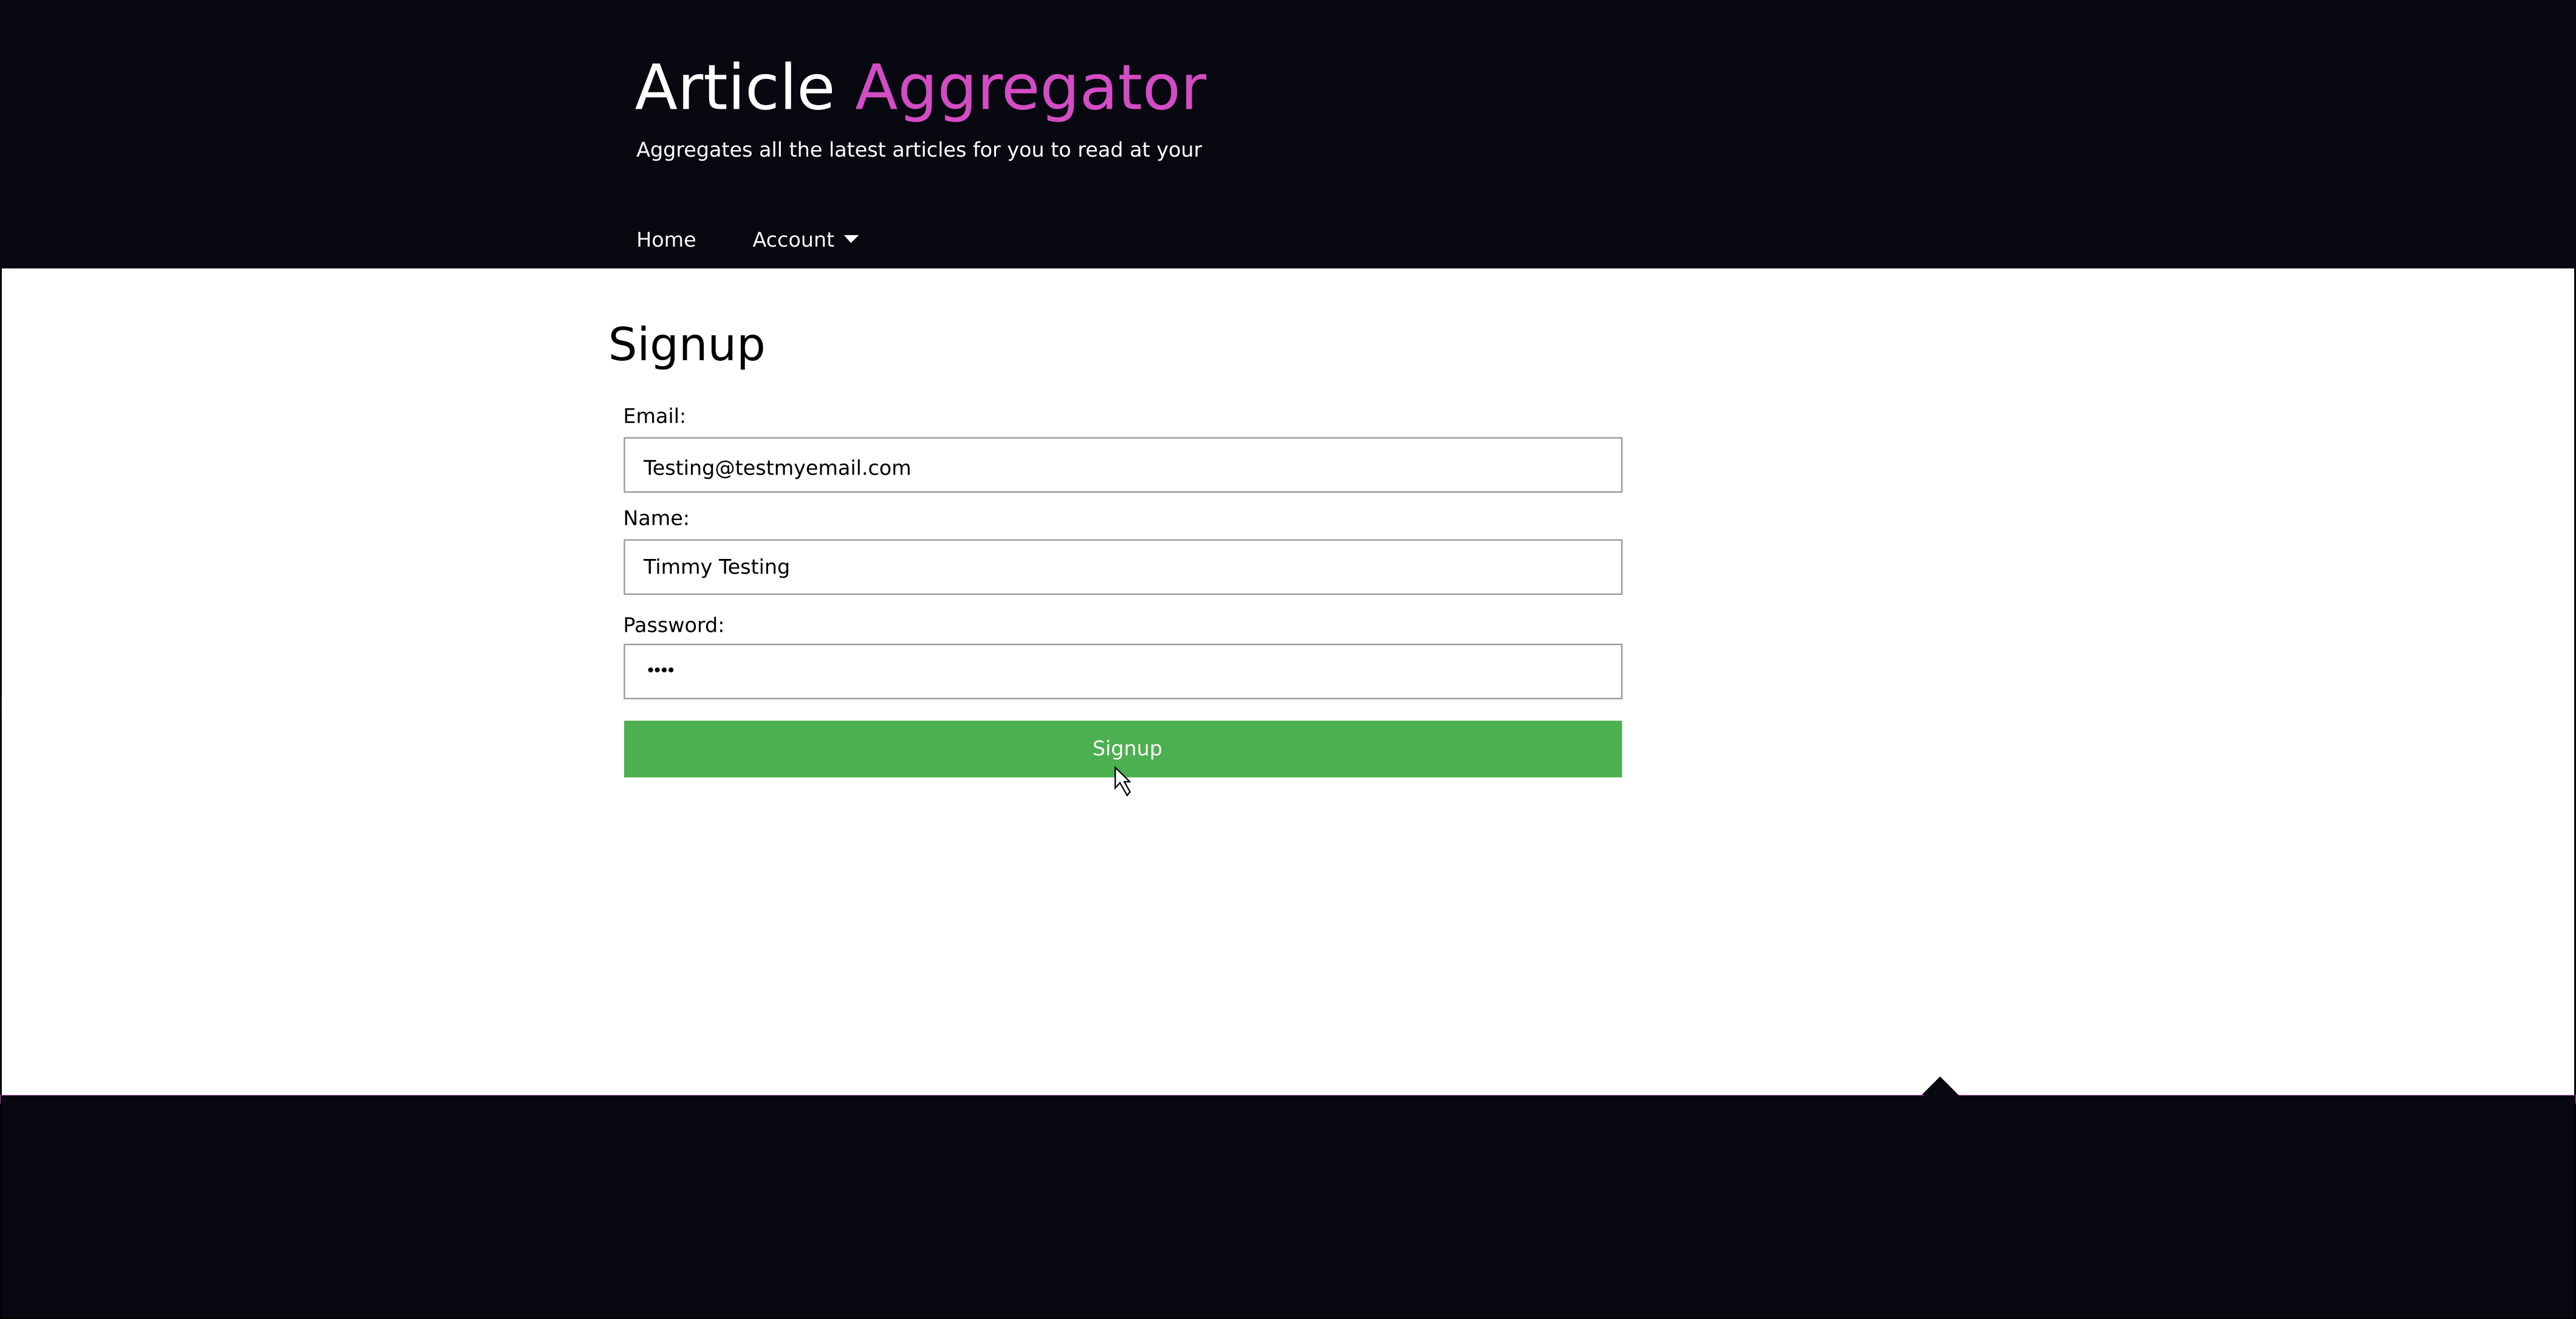 Article Aggregator
Aggregates all the latest articles for you to read at your
Home Account
Signup
Email:
Testing@testmyemail.com
Name:
Timmy Testing
Password:
••••
Signup